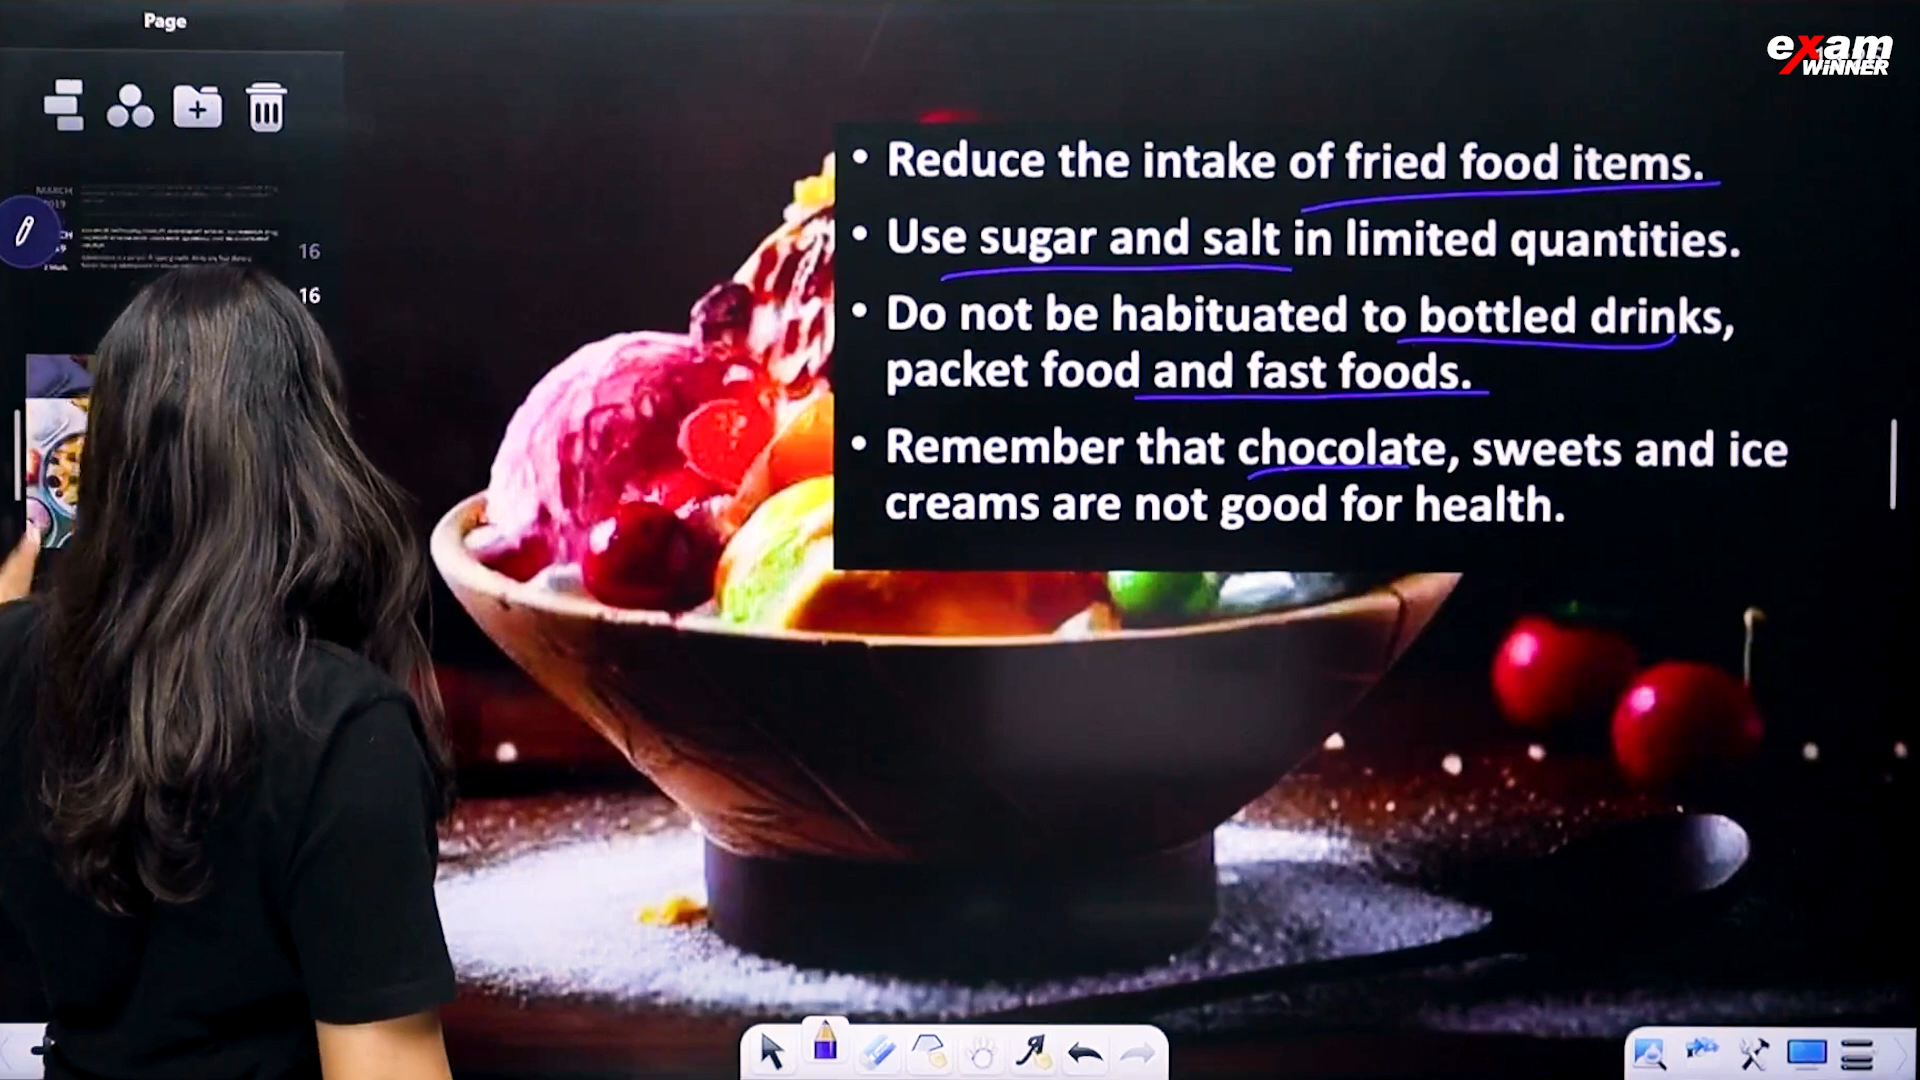 Page
exam
WINNER
MARCH
2019
16
16
• Reduce the intake of fried food items.
• Use sugar and salt in limited quantities.
• Do not be habituated to bottled drinks,
packet food and fast foods.
• Remember that chocolate, sweets and ice
creams are not good for health.